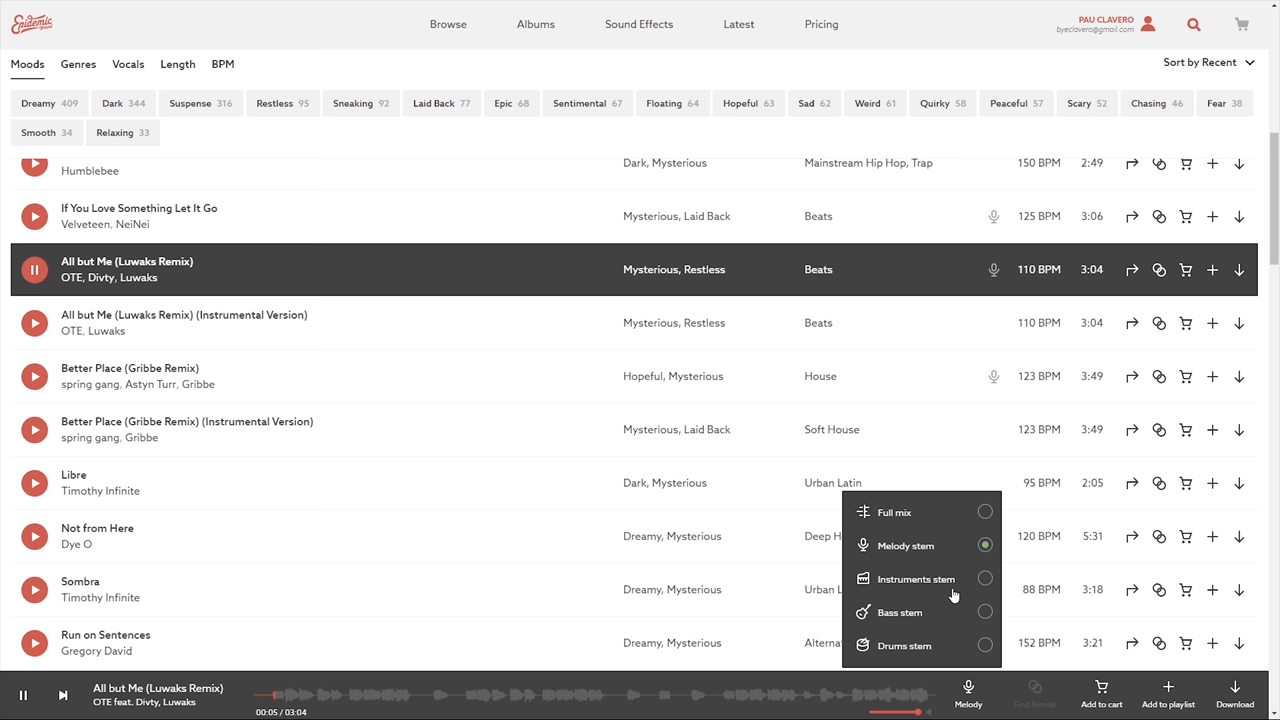 Epidemic Sound
Browse
Albums
Sound Effects
Latest
Pricing
PAU CLAVERO
byeclavero@gmail.com
Moods
Genres
Vocals
Length
BPM
Sort by Recent
Dreamy 409
Dark 344
Suspense 316
Restless 95
Sneaking 92
Laid Back 77
Epic 68
Sentimental 67
Floating 64
Hopeful 63
Sad 62
Weird 61
Quirky 58
Peaceful 57
Scary 52
Chasing 46
Fear 38
Smooth 34
Relaxing 33
Humblebee
Dark, Mysterious
Mainstream Hip Hop, Trap
150 BPM
2:49
If You Love Something Let It Go
Velveteen, NeiNei
Mysterious, Laid Back
Beats
125 BPM
3:06
All but Me (Luwaks Remix)
OTE, Divty, Luwaks
Mysterious, Restless
Beats
110 BPM
3:04
All but Me (Luwaks Remix) (Instrumental Version)
OTE, Luwaks
Mysterious, Restless
Beats
110 BPM
3:04
Better Place (Gribbe Remix)
spring gang, Astyn Turr, Gribbe
Hopeful, Mysterious
House
123 BPM
3:49
Better Place (Gribbe Remix) (Instrumental Version)
spring gang, Gribbe
Mysterious, Laid Back
Soft House
123 BPM
3:49
Libre
Timothy Infinite
Dark, Mysterious
Urban Latin
95 BPM
2:05
Not from Here
Dye O
Dreamy, Mysterious
Deep H
120 BPM
5:31
Sombra
Timothy Infinite
Dreamy, Mysterious
Urban L
88 BPM
3:18
Run on Sentences
Gregory David
Dreamy, Mysterious
Alterna
152 BPM
3:21
Full mix
Melody stem
Instruments stem
Bass stem
Drums stem
All but Me (Luwaks Remix)
OTE feat. Divty, Luwaks
00:05 / 03:04
Melody
Find Similar
Add to cart
Add to playlist
Download